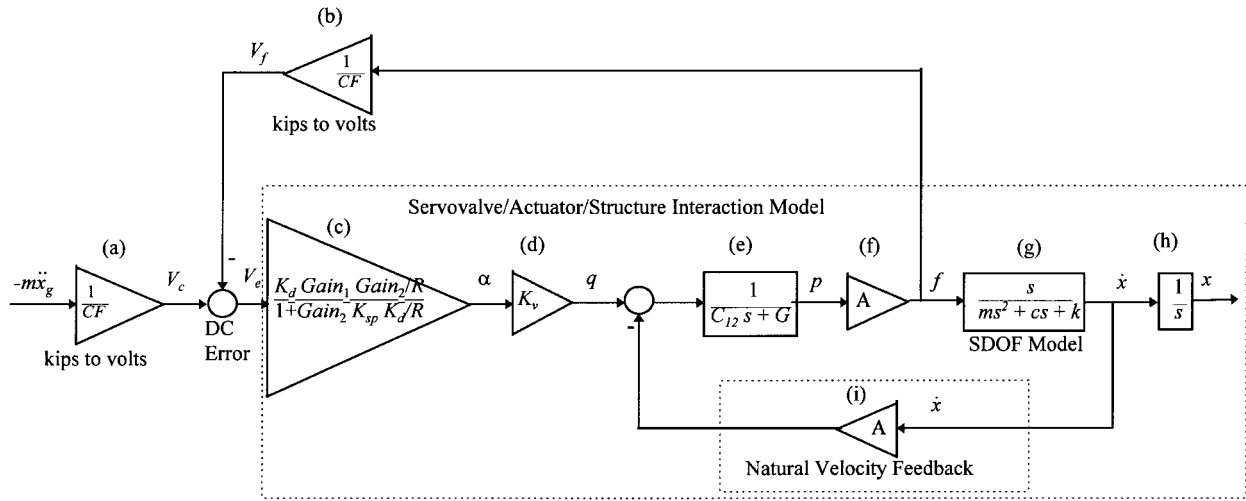 (b)
V_f
1
CF
kips to volts
Servovalve/Actuator/Structure Interaction Model
(a)
-mẍ_g
1
CF
kips to volts
V_c
-
DC
Error
V_e
(c)
K_d Gain_1 Gain_2/R
1+Gain_2 K_sp K_d/R
α
(d)
K_v
q
-
(e)
1
C_12 s + G
p
(f)
A
f
(g)
s
ms² + cs + k
SDOF Model
ẋ
(h)
1
s
x
(i)
A
ẋ
Natural Velocity Feedback